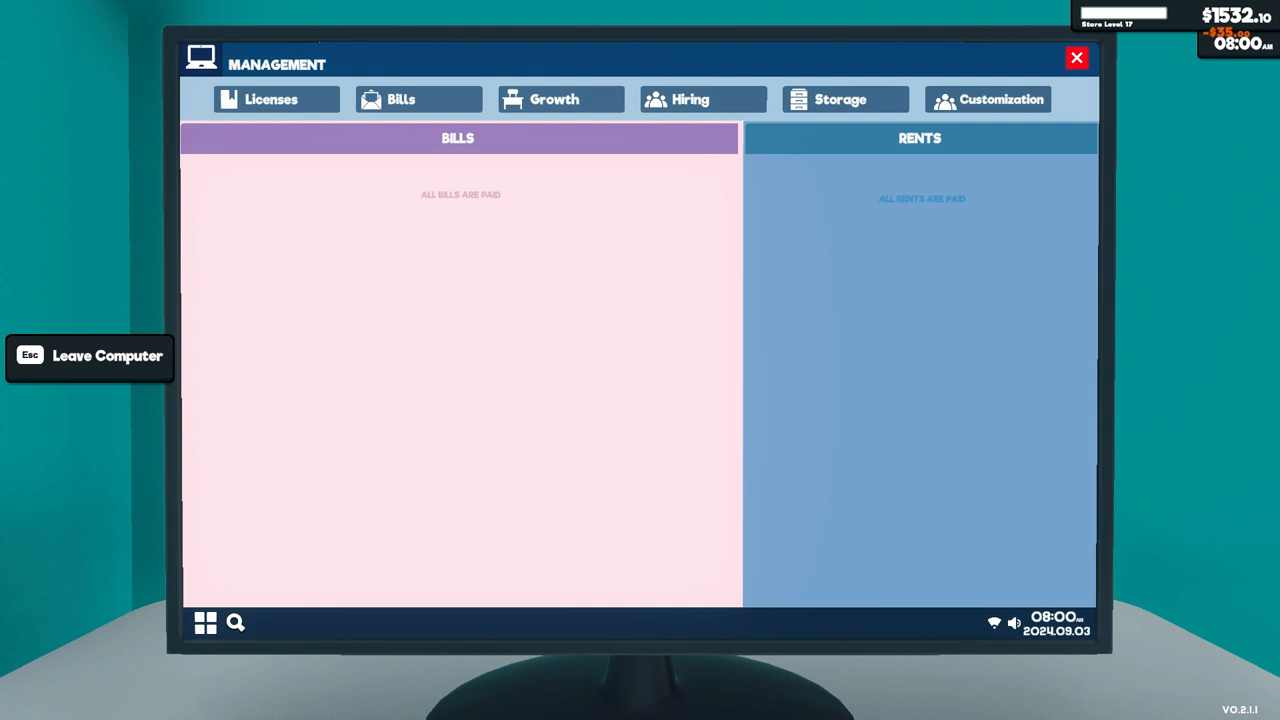 $1532.10
Store Level 17
-$35.00
08:00AM
MANAGEMENT
Licenses
Bills
Growth
Hiring
Storage
Customization
BILLS
RENTS
ALL BILLS ARE PAID
ALL RENTS ARE PAID
Esc Leave Computer
08:00AM
2024.09.03
V0.2.1.1